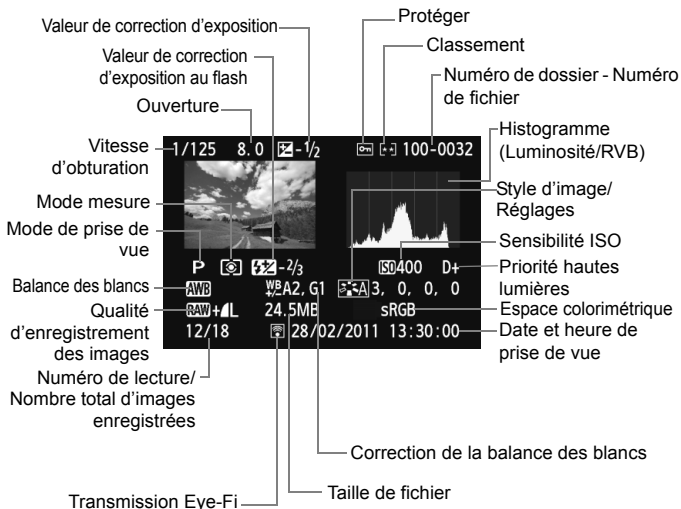 Valeur de correction d'exposition
Protéger
Valeur de correction
d'exposition au flash
Classement
Ouverture
Numéro de dossier - Numéro
de fichier
Vitesse
d'obturation
Histogramme
(Luminosité/RVB)
1/125 8.0 -1/2 100-0032
Mode mesure
Style d'image/
Réglages
Mode de prise de
vue
Sensibilité ISO
P -2/3 ISO400 D+
Priorité hautes
lumières
Balance des blancs
AWB WB+/-A2, G1 A3, 0, 0, 0
Qualité
d'enregistrement
des images
RAW+L 24.5MB sRGB
Espace colorimétrique
12/18 28/02/2011 13:30:00
Date et heure de
prise de vue
Numéro de lecture/
Nombre total d'images
enregistrées
Correction de la balance des blancs
Taille de fichier
Transmission Eye-Fi